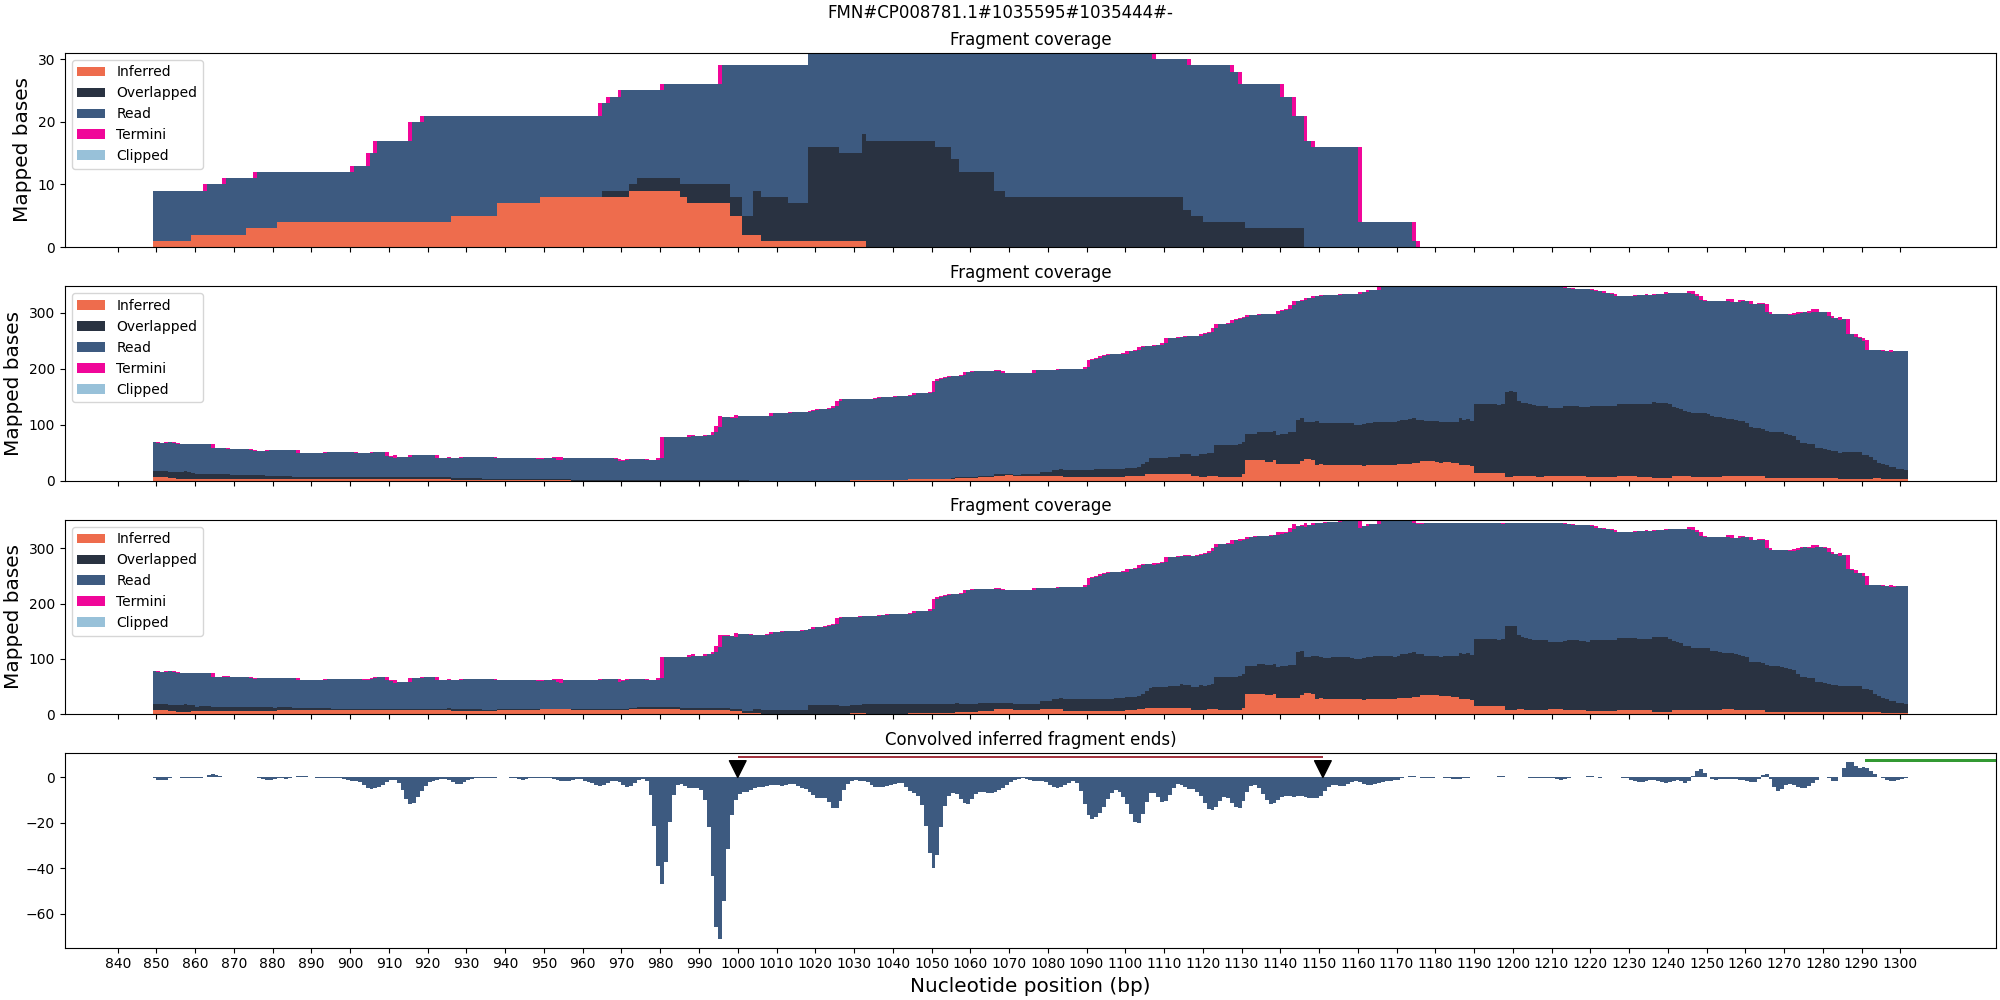 FMN#CP008781.1#1035595#1035444#-
Fragment coverage
Mapped bases
30
20
10
0
Inferred
Overlapped
Read
Termini
Clipped
Fragment coverage
Mapped bases
300
200
100
0
Inferred
Overlapped
Read
Termini
Clipped
Fragment coverage
Mapped bases
300
200
100
0
Inferred
Overlapped
Read
Termini
Clipped
Convolved inferred fragment ends)
0
−20
−40
−60
840 850 860 870 880 890 900 910 920 930 940 950 960 970 980 990 1000 1010 1020 1030 1040 1050 1060 1070 1080 1090 1100 1110 1120 1130 1140 1150 1160 1170 1180 1190 1200 1210 1220 1230 1240 1250 1260 1270 1280 1290 1300
Nucleotide position (bp)